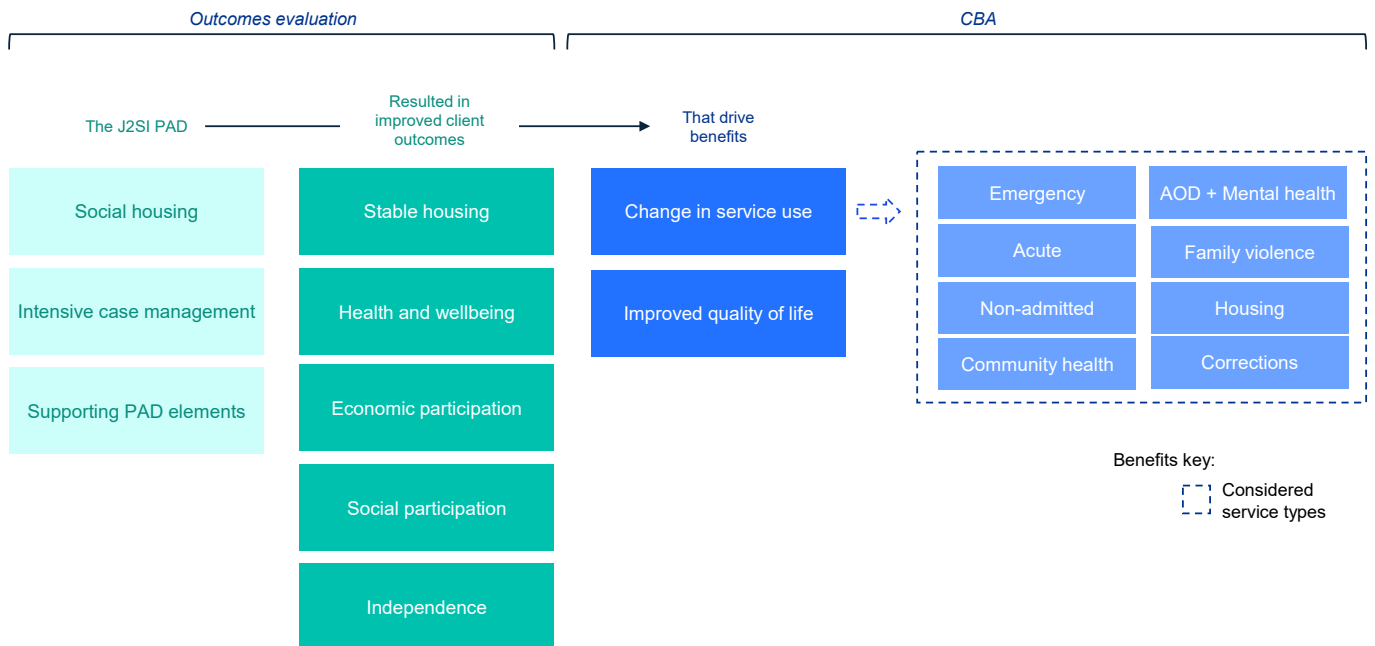 Outcomes evaluation
CBA
The J2SI PAD
Resulted in
improved client
outcomes
That drive
benefits
Social housing
Intensive case management
Supporting PAD elements
Stable housing
Health and wellbeing
Economic participation
Social participation
Independence
Change in service use
Improved quality of life
Emergency
AOD + Mental health
Acute
Family violence
Non-admitted
Housing
Community health
Corrections
Benefits key:
Considered
service types